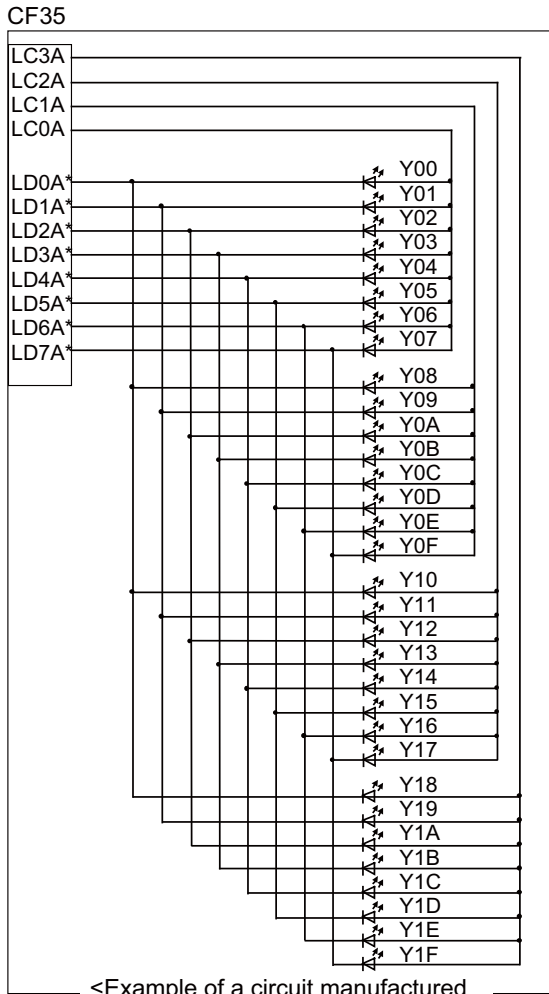 CF35
LC3A
LC2A
LC1A
LC0A
LD0A*
LD1A*
LD2A*
LD3A*
LD4A*
LD5A*
LD6A*
LD7A*
Y00
Y01
Y02
Y03
Y04
Y05
Y06
Y07
Y08
Y09
Y0A
Y0B
Y0C
Y0D
Y0E
Y0F
Y10
Y11
Y12
Y13
Y14
Y15
Y16
Y17
Y18
Y19
Y1A
Y1B
Y1C
Y1D
Y1E
Y1F
<Example of a circuit manufactured